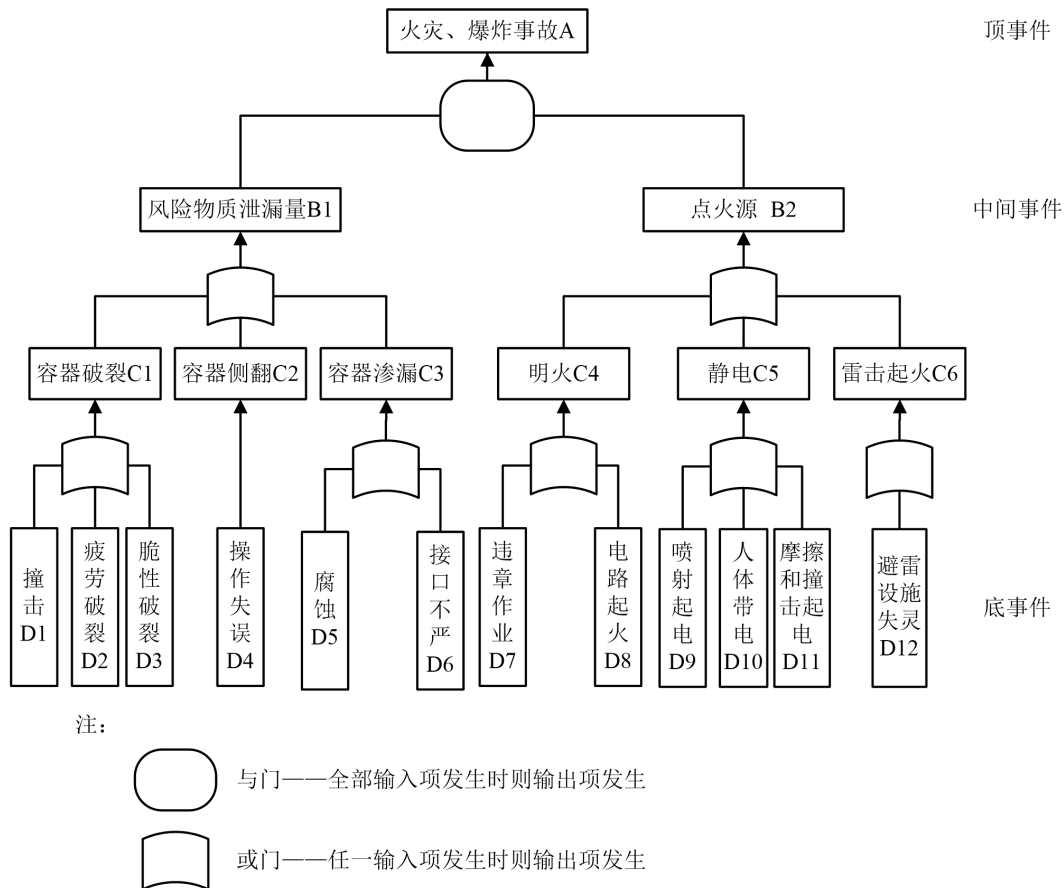 火灾、爆炸事故A
顶事件
风险物质泄漏量B1
点火源 B2
中间事件
容器破裂C1
容器侧翻C2
容器渗漏C3
明火C4
静电C5
雷击起火C6
撞击D1
疲劳破裂D2
脆性破裂D3
操作失误D4
腐蚀D5
接口不严D6
违章作业D7
电路起火D8
喷射起电D9
人体带电D10
摩擦和撞击起电D11
避雷设施失灵D12
底事件
注：
与门——全部输入项发生时则输出项发生
或门——任一输入项发生时则输出项发生